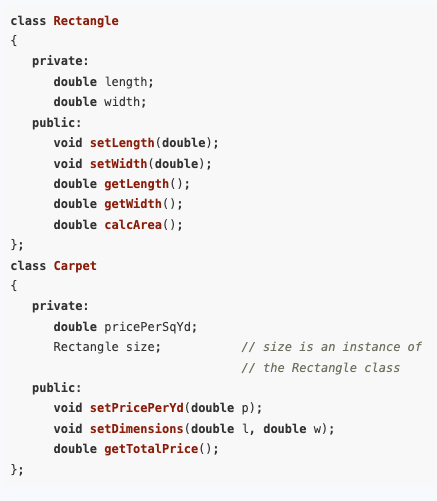 class Rectangle
{
   private:
      double length;
      double width;
   public:
      void setLength(double);
      void setWidth(double);
      double getLength();
      double getWidth();
      double calcArea();
};
class Carpet
{
   private:
      double pricePerSqYd;
      Rectangle size;           // size is an instance of
                                // the Rectangle class
   public:
      void setPricePerYd(double p);
      void setDimensions(double l, double w);
      double getTotalPrice();
};